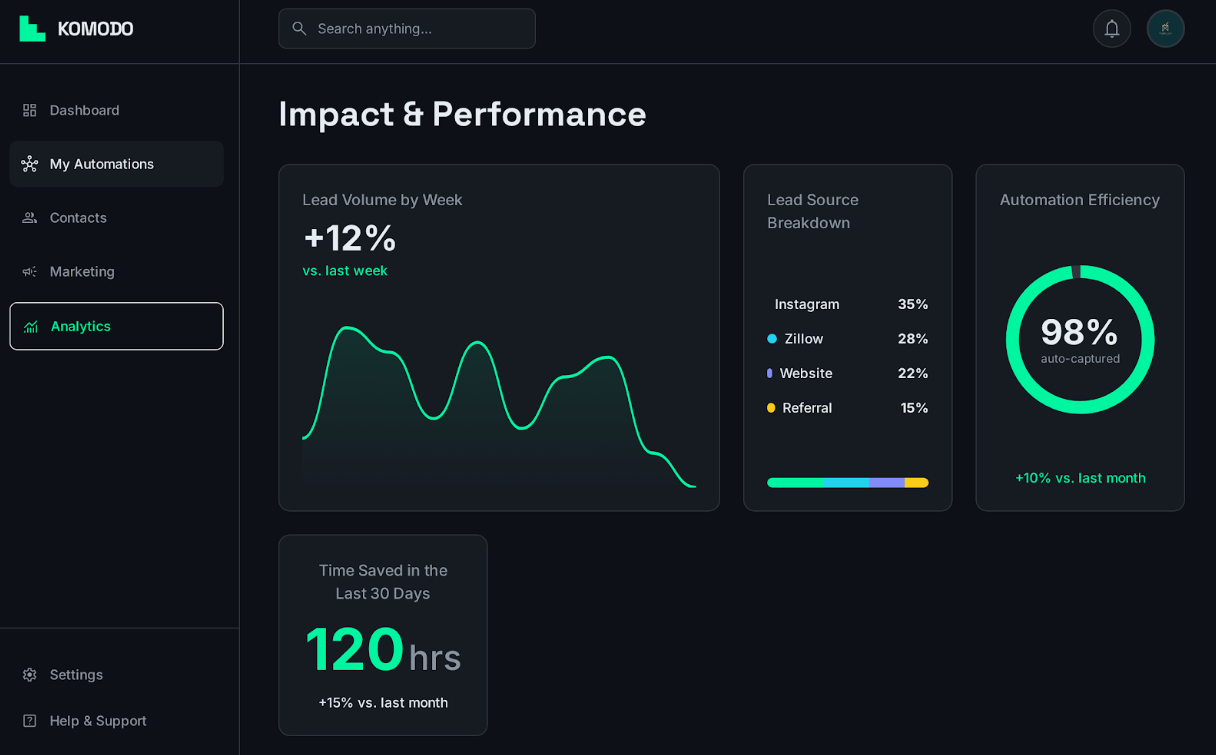 KOMODO
Search anything...
Dashboard
My Automations
Contacts
Marketing
Analytics
Settings
Help & Support
Impact & Performance
Lead Volume by Week
+12%
vs. last week
Lead Source
Breakdown
Instagram 35%
Zillow 28%
Website 22%
Referral 15%
Automation Efficiency
98%
auto-captured
+10% vs. last month
Time Saved in the
Last 30 Days
120 hrs
+15% vs. last month